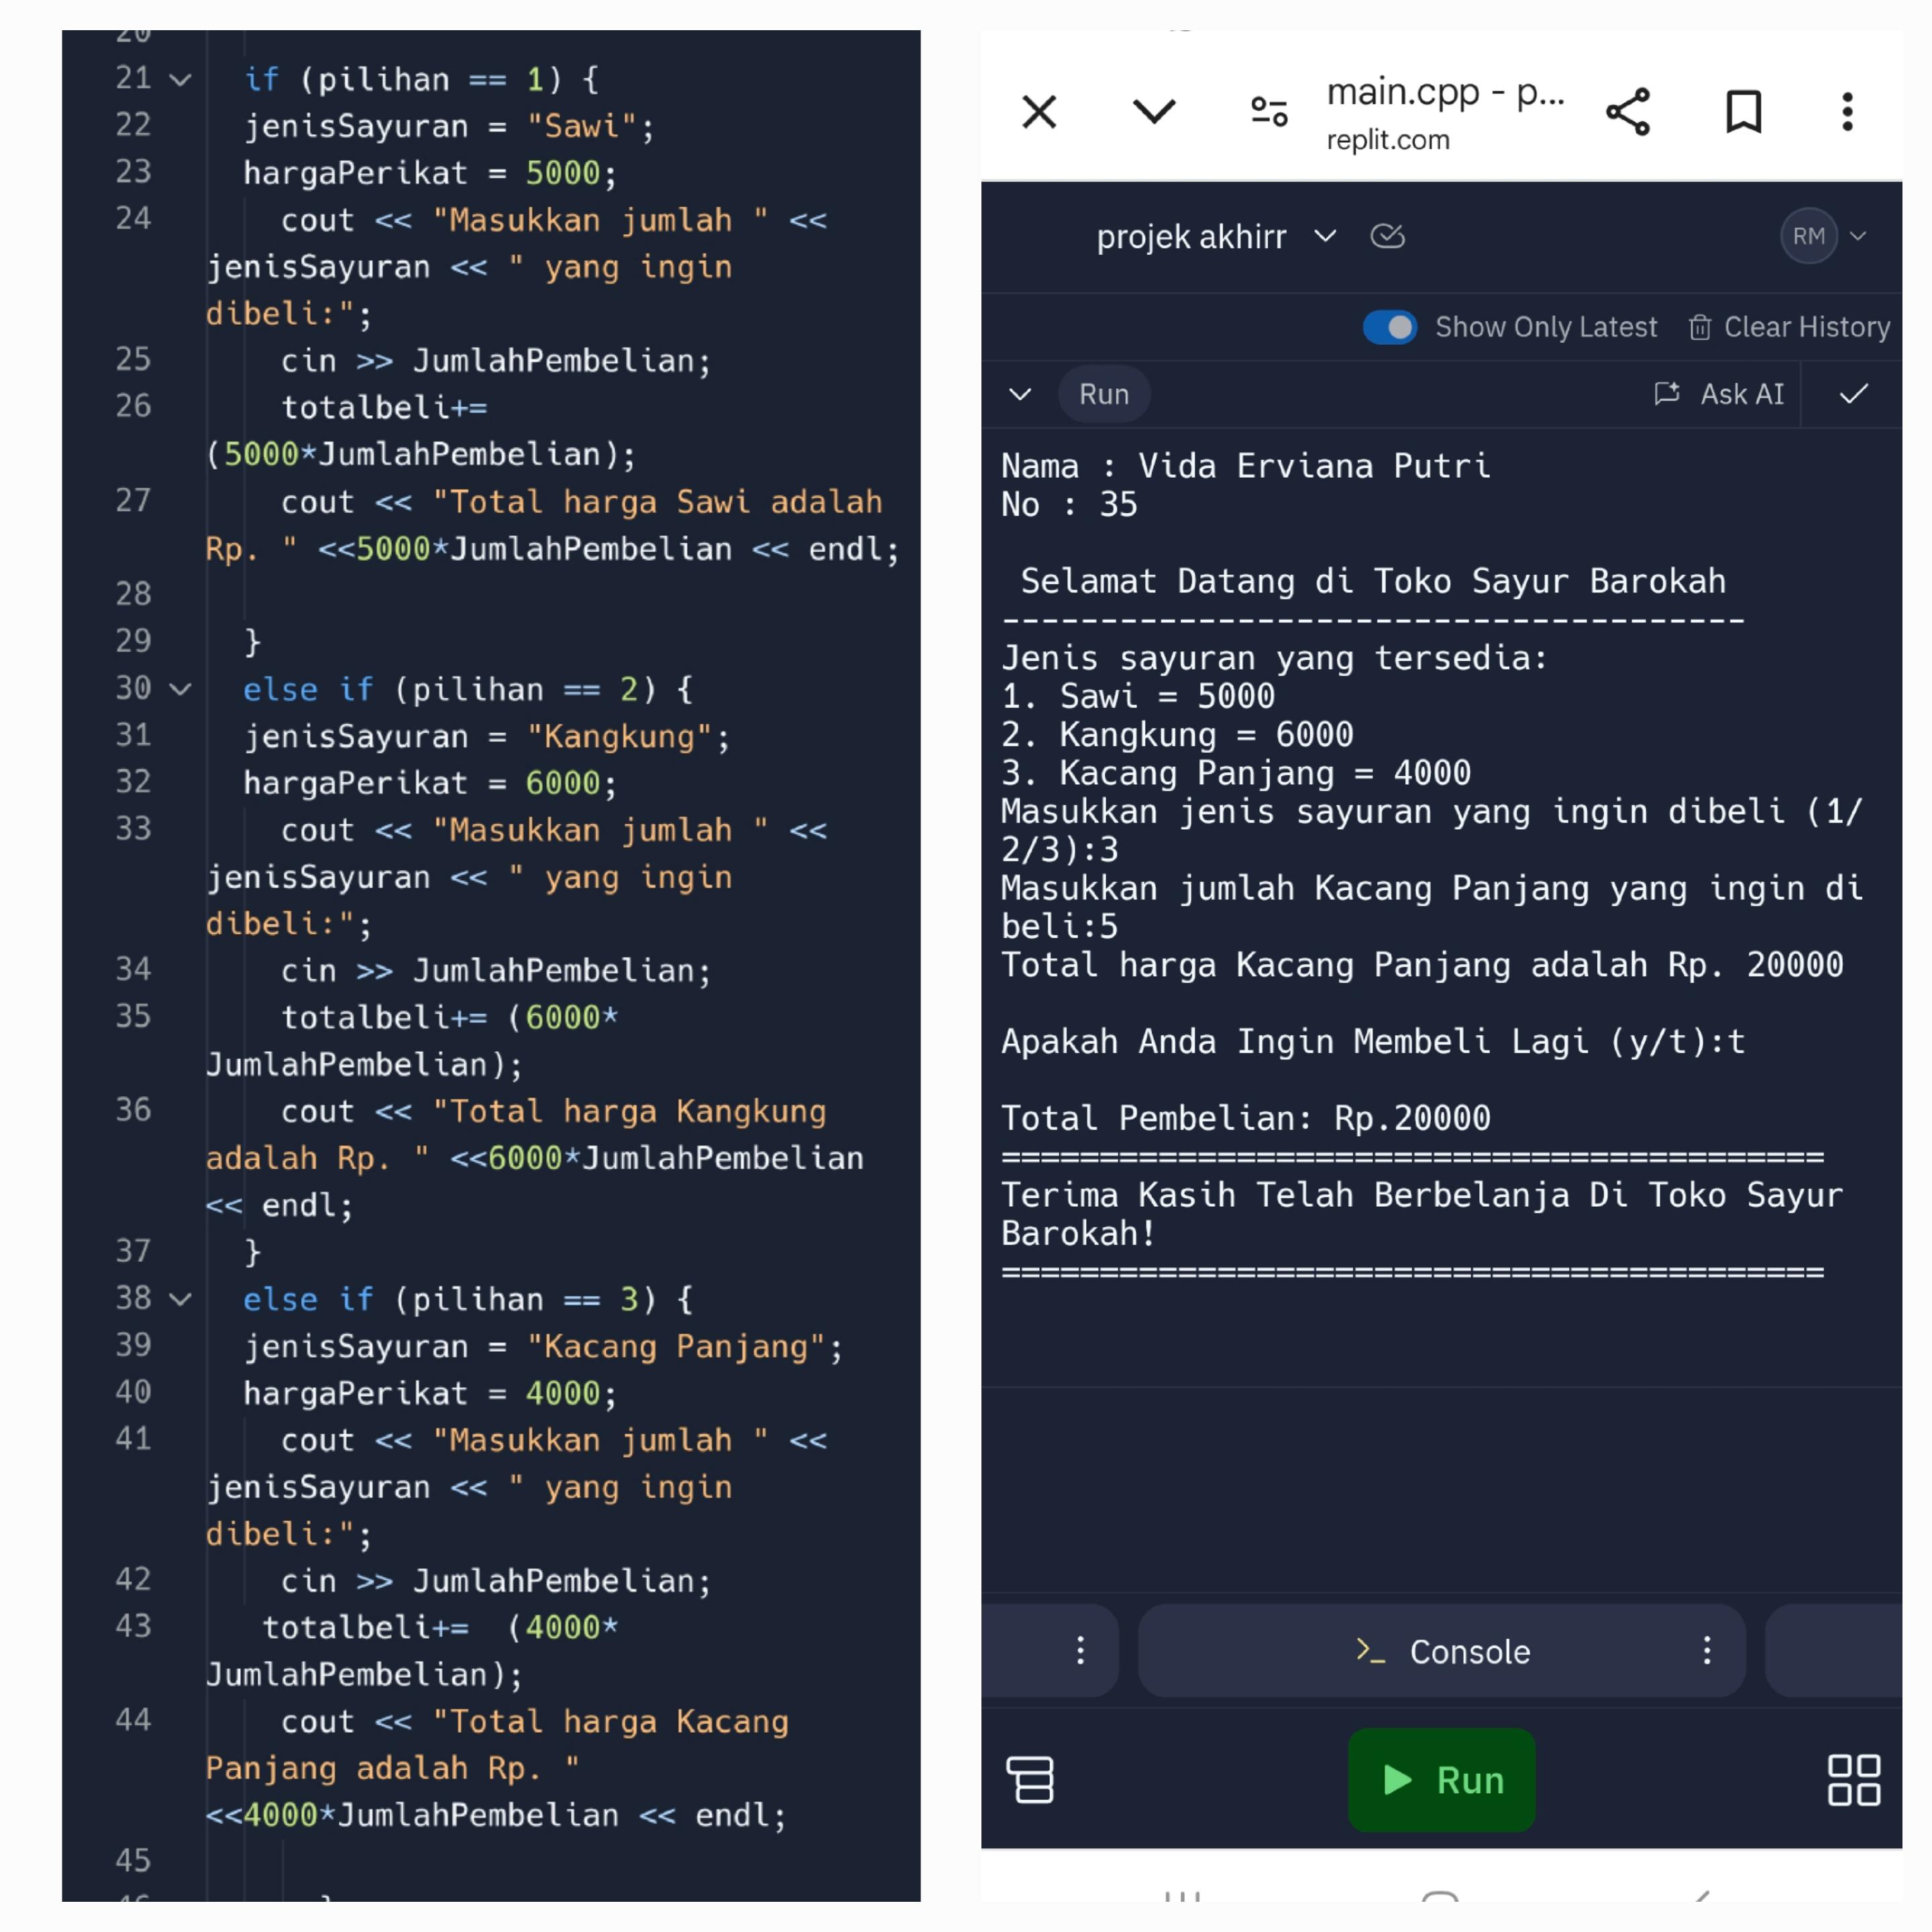 20
21 if (pilihan == 1) {
22 jenisSayuran = "Sawi";
23 hargaPerikat = 5000;
24 cout << "Masukkan jumlah " <<
jenisSayuran << " yang ingin
dibeli:";
25 cin >> JumlahPembelian;
26 totalbeli+=
(5000*JumlahPembelian);
27 cout << "Total harga Sawi adalah
Rp. " <<5000*JumlahPembelian << endl;
28
29 }
30 else if (pilihan == 2) {
31 jenisSayuran = "Kangkung";
32 hargaPerikat = 6000;
33 cout << "Masukkan jumlah " <<
jenisSayuran << " yang ingin
dibeli:";
34 cin >> JumlahPembelian;
35 totalbeli+= (6000*
JumlahPembelian);
36 cout << "Total harga Kangkung
adalah Rp. " <<6000*JumlahPembelian
<< endl;
37 }
38 else if (pilihan == 3) {
39 jenisSayuran = "Kacang Panjang";
40 hargaPerikat = 4000;
41 cout << "Masukkan jumlah " <<
jenisSayuran << " yang ingin
dibeli:";
42 cin >> JumlahPembelian;
43 totalbeli+=  (4000*
JumlahPembelian);
44 cout << "Total harga Kacang
Panjang adalah Rp. "
<<4000*JumlahPembelian << endl;
45
46 }
main.cpp - p...
replit.com
projek akhirr
RM
Show Only Latest Clear History
Run Ask AI
Nama : Vida Erviana Putri
No : 35
Selamat Datang di Toko Sayur Barokah
--------------------------------------
Jenis sayuran yang tersedia:
1. Sawi = 5000
2. Kangkung = 6000
3. Kacang Panjang = 4000
Masukkan jenis sayuran yang ingin dibeli (1/
2/3):3
Masukkan jumlah Kacang Panjang yang ingin di
beli:5
Total harga Kacang Panjang adalah Rp. 20000
Apakah Anda Ingin Membeli Lagi (y/t):t
Total Pembelian: Rp.20000
==========================================
Terima Kasih Telah Berbelanja Di Toko Sayur
Barokah!
==========================================
>_ Console
Run